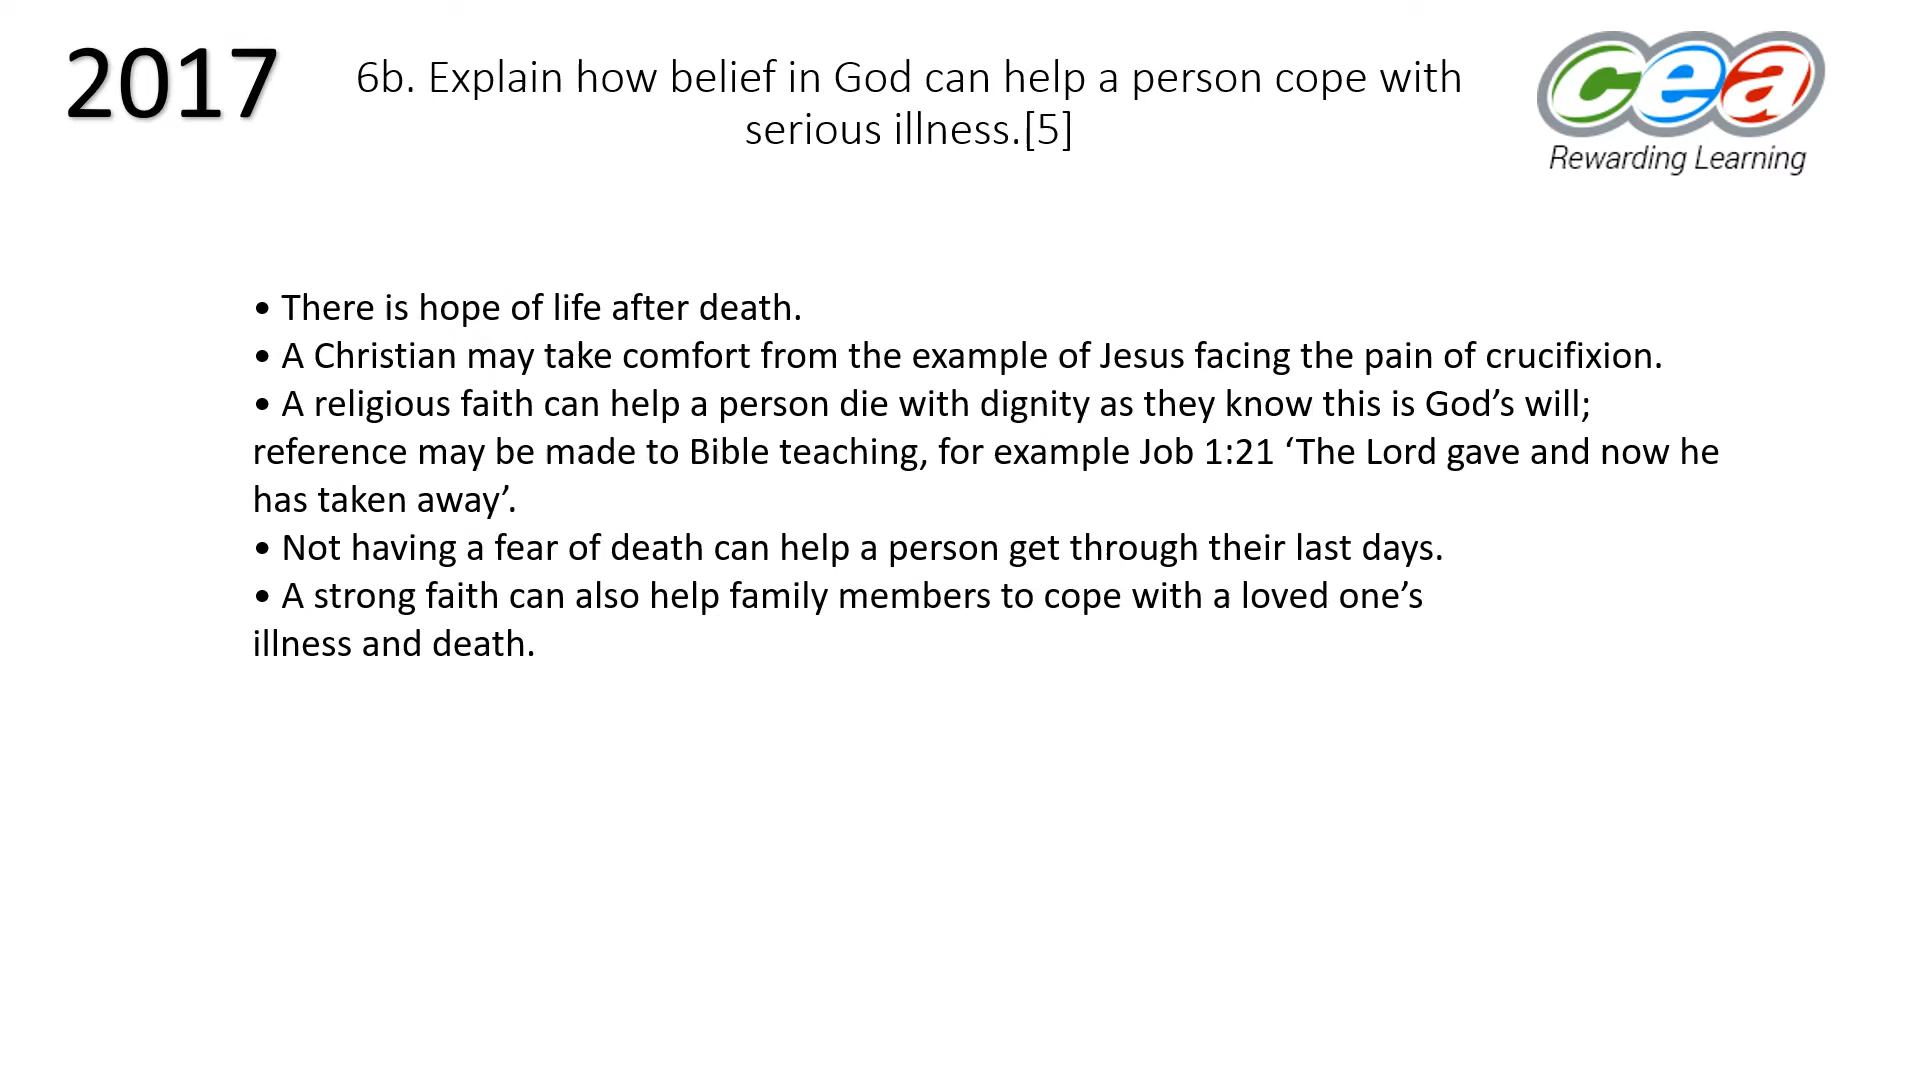 2017
6b. Explain how belief in God can help a person cope with
serious illness.[5]
cea
Rewarding Learning
• There is hope of life after death.
• A Christian may take comfort from the example of Jesus facing the pain of crucifixion.
• A religious faith can help a person die with dignity as they know this is God’s will;
reference may be made to Bible teaching, for example Job 1:21 ‘The Lord gave and now he
has taken away’.
• Not having a fear of death can help a person get through their last days.
• A strong faith can also help family members to cope with a loved one’s
illness and death.